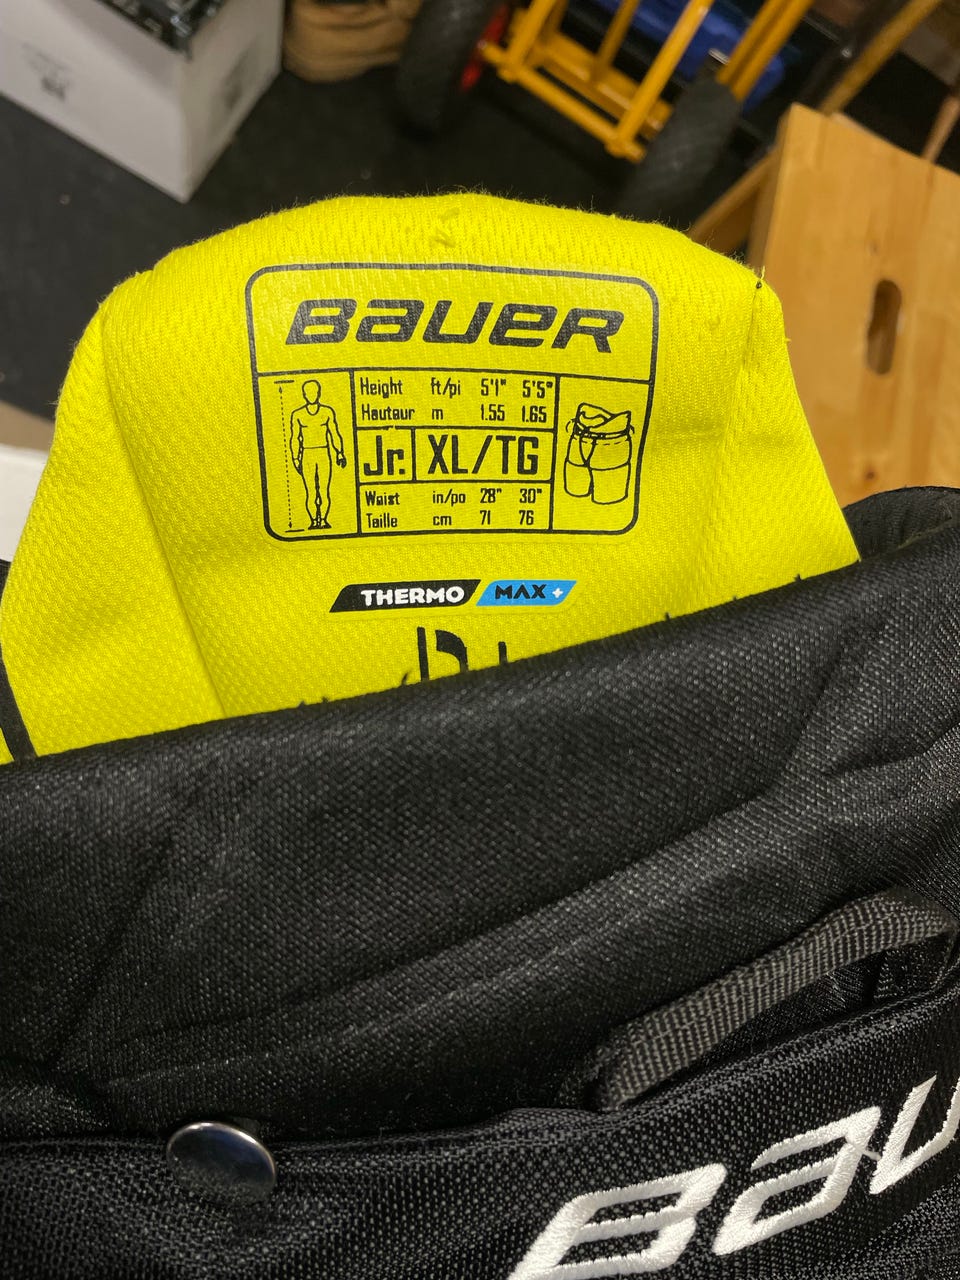 BAUER
Height ft/pi 5'1" 5'5"
Hauteur m 1.55 1.65
Jr. XL/TG
Waist in/po 28" 30"
Taille cm 71 76
THERMO MAX+
BAU